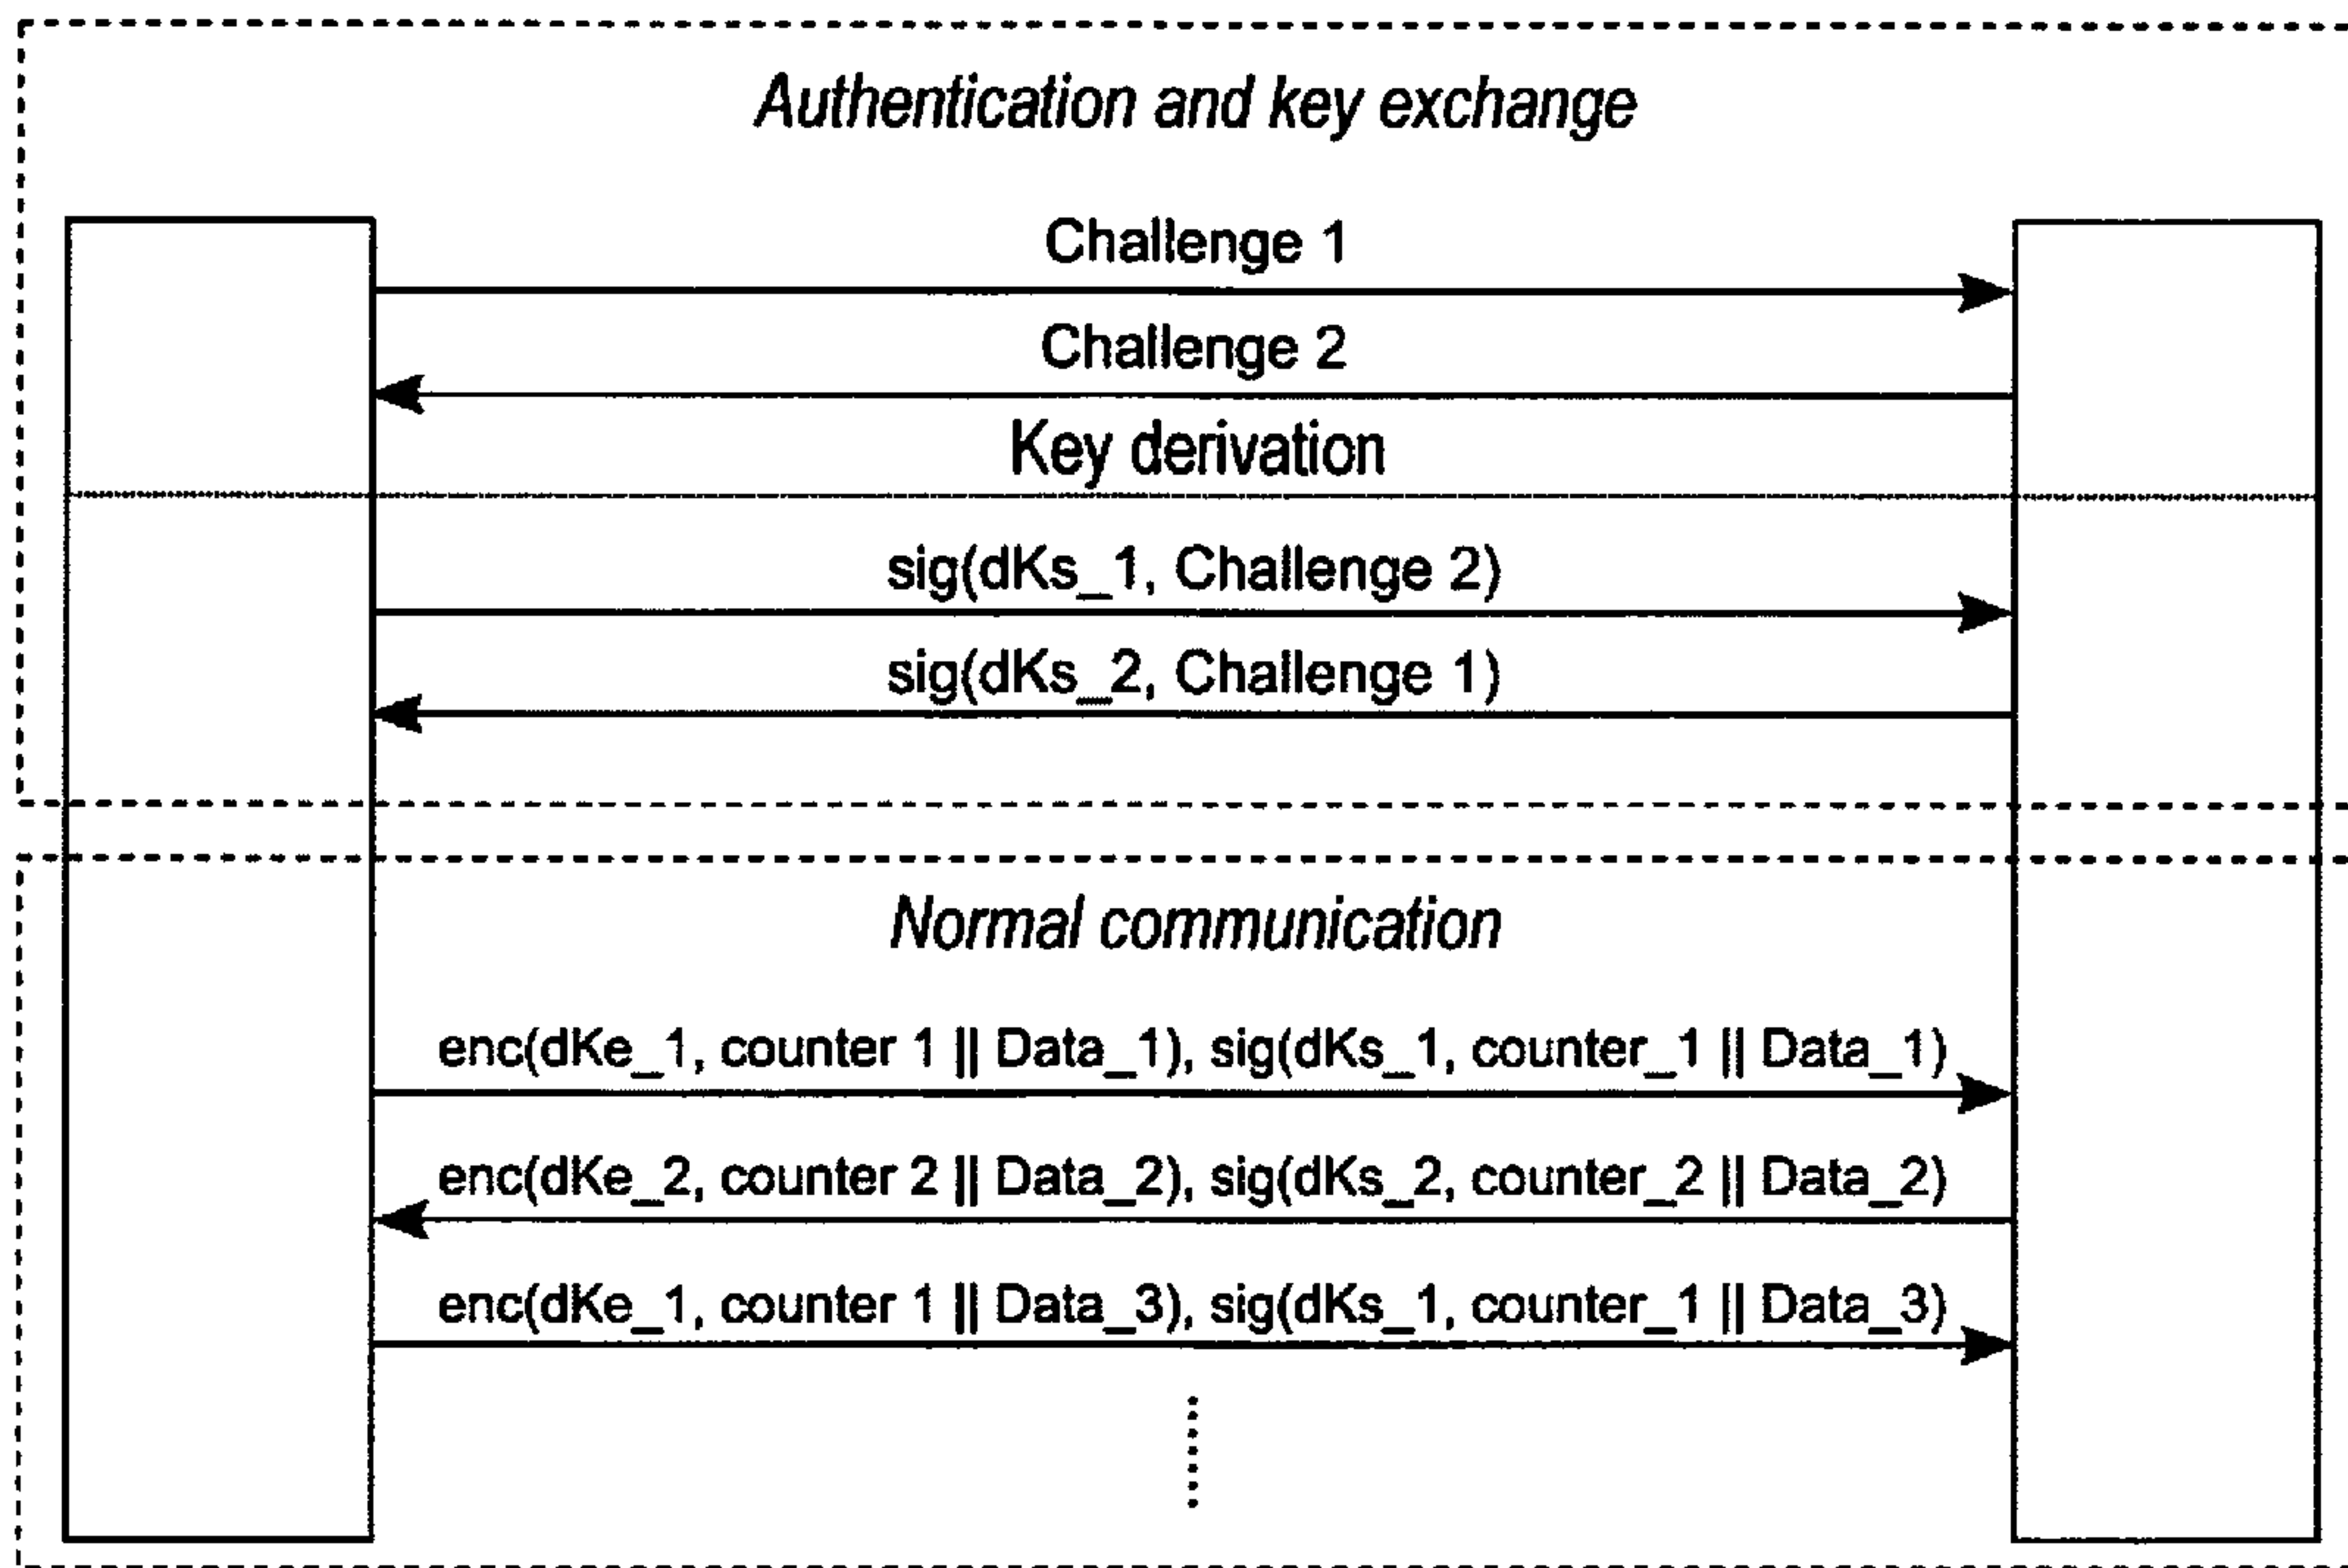 Authentication and key exchange
Challenge 1
Challenge 2
Key derivation
sig(dKs_1, Challenge 2)
sig(dKs_2, Challenge 1)
Normal communication
enc(dKe_1, counter 1 || Data_1), sig(dKs_1, counter_1 || Data_1)
enc(dKe_2, counter 2 || Data_2), sig(dKs_2, counter_2 || Data_2)
enc(dKe_1, counter 1 || Data_3), sig(dKs_1, counter_1 || Data_3)